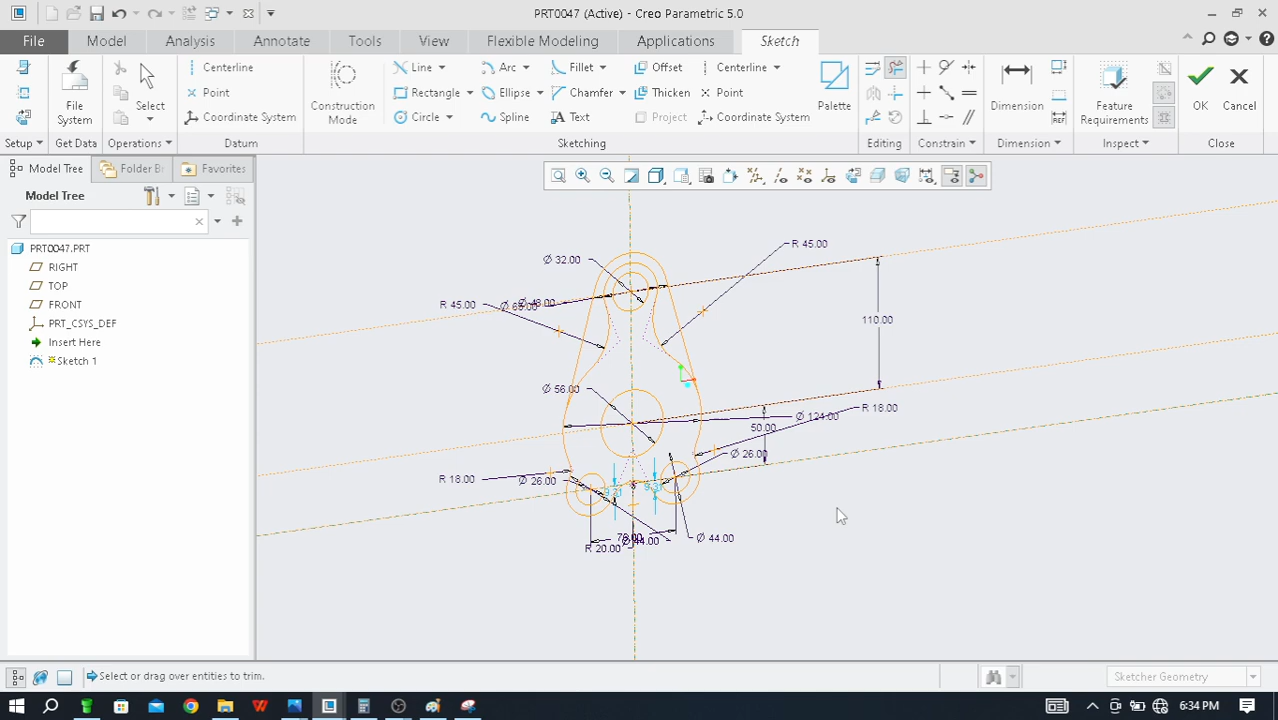 PRT0047 (Active) - Creo Parametric 5.0
File Model Analysis Annotate Tools View Flexible Modeling Applications Sketch
File System
Select
Centerline
Point
Coordinate System
Construction Mode
Line Arc Fillet Offset Centerline
Rectangle Ellipse Chamfer Thicken Point
Circle Spline Text Project Coordinate System
Palette
Dimension
Feature Requirements
OK Cancel
Setup Get Data Operations Datum Sketching Editing Constrain Dimension Inspect Close
Model Tree Folder Br Favorites
Model Tree
PRT0047.PRT
RIGHT
TOP
FRONT
PRT_CSYS_DEF
Insert Here
Sketch 1
R 45.00
Ø 32.00
R 45.00
Ø 48.00
110.00
Ø 56.00
R 18.00
Ø 124.00
50.00
Ø 26.00
R 18.00
Ø 26.00
9.31
9.31
Ø 44.00
Ø 44.00
R 20.00
Select or drag over entities to trim.
Sketcher Geometry
6:34 PM